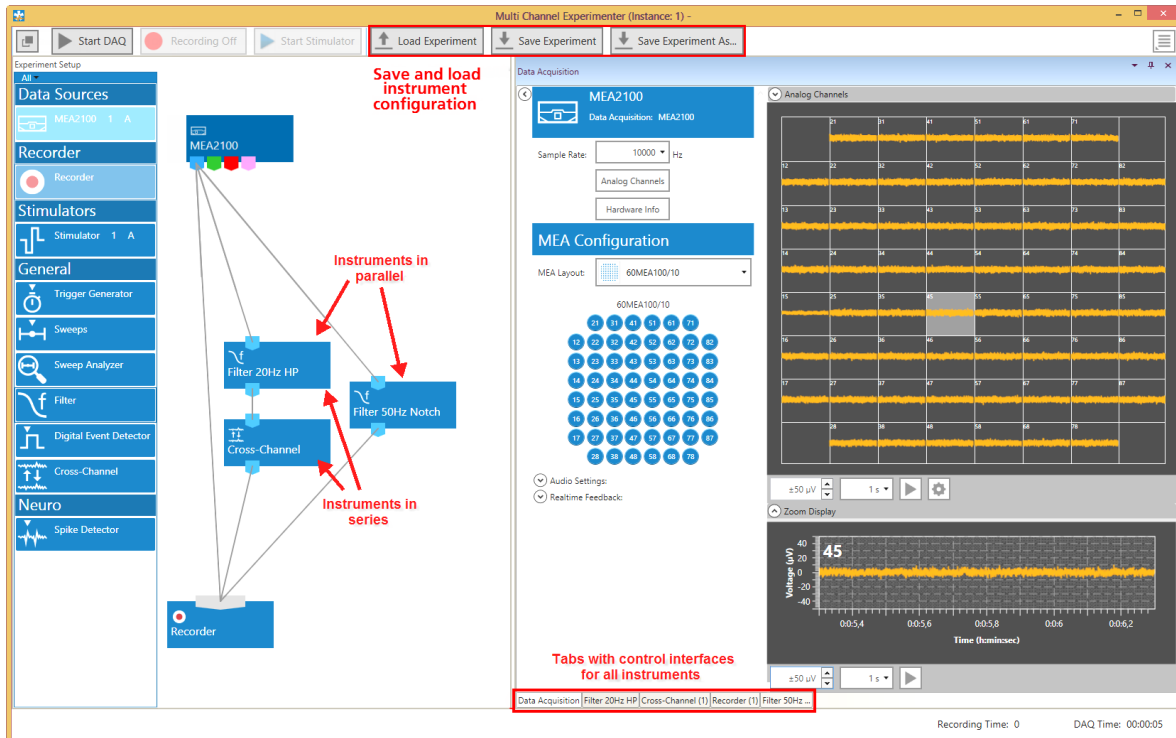 Multi Channel Experimenter (Instance: 1) -
Start DAQ
Recording Off
Start Stimulator
Load Experiment
Save Experiment
Save Experiment As...
Experiment Setup
All
Data Sources
MEA2100 1 A
Recorder
Recorder
Stimulators
Stimulator 1 A
General
Trigger Generator
Sweeps
Sweep Analyzer
Filter
Digital Event Detector
Cross-Channel
Neuro
Spike Detector
Save and load
instrument
configuration
MEA2100
Instruments in
parallel
Filter 20Hz HP
Filter 50Hz Notch
Cross-Channel
Instruments in
series
Recorder
Data Acquisition
MEA2100
Data Acquisition: MEA2100
Sample Rate: 10000 Hz
Analog Channels
Hardware Info
MEA Configuration
MEA Layout: 60MEA100/10
60MEA100/10
21 31 41 51 61 71
12 22 32 42 52 62 72 82
13 23 33 43 53 63 73 83
14 24 34 44 54 64 74 84
15 25 35 45 55 65 75 85
16 26 36 46 56 66 76 86
17 27 37 47 57 67 77 87
28 38 48 58 68 78
Audio Settings:
Realtime Feedback:
Analog Channels
21 31 41 51 61 71
12 22 32 42 52 62 72 82
13 23 33 43 53 63 73 83
14 24 34 44 54 64 74 84
15 25 35 45 55 65 75 85
16 26 36 46 56 66 76 86
17 27 37 47 57 67 77 87
28 38 48 58 68 78
±50 µV 1 s
Zoom Display
45
Voltage (µV)
40
20
0
-20
-40
0:0:5,4 0:0:5,6 0:0:5,8 0:0:6 0:0:6,2
Time (h:min:sec)
±50 µV 1 s
Tabs with control interfaces
for all instruments
Data Acquisition Filter 20Hz HP Cross-Channel (1) Recorder (1) Filter 50Hz ...
Recording Time: 0 DAQ Time: 00:00:05